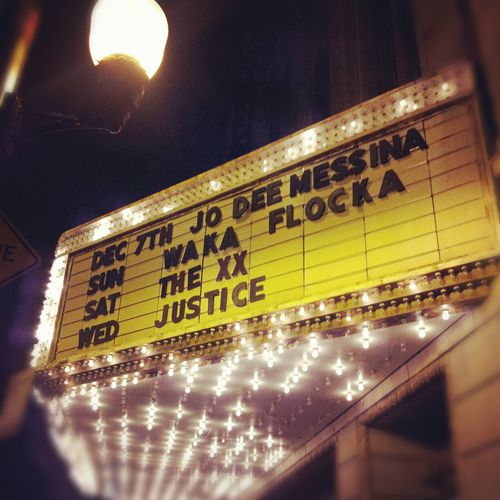 DEC 7TH JO DEE MESSINA
SUN WAKA FLOCKA
SAT THE XX
WED JUSTICE